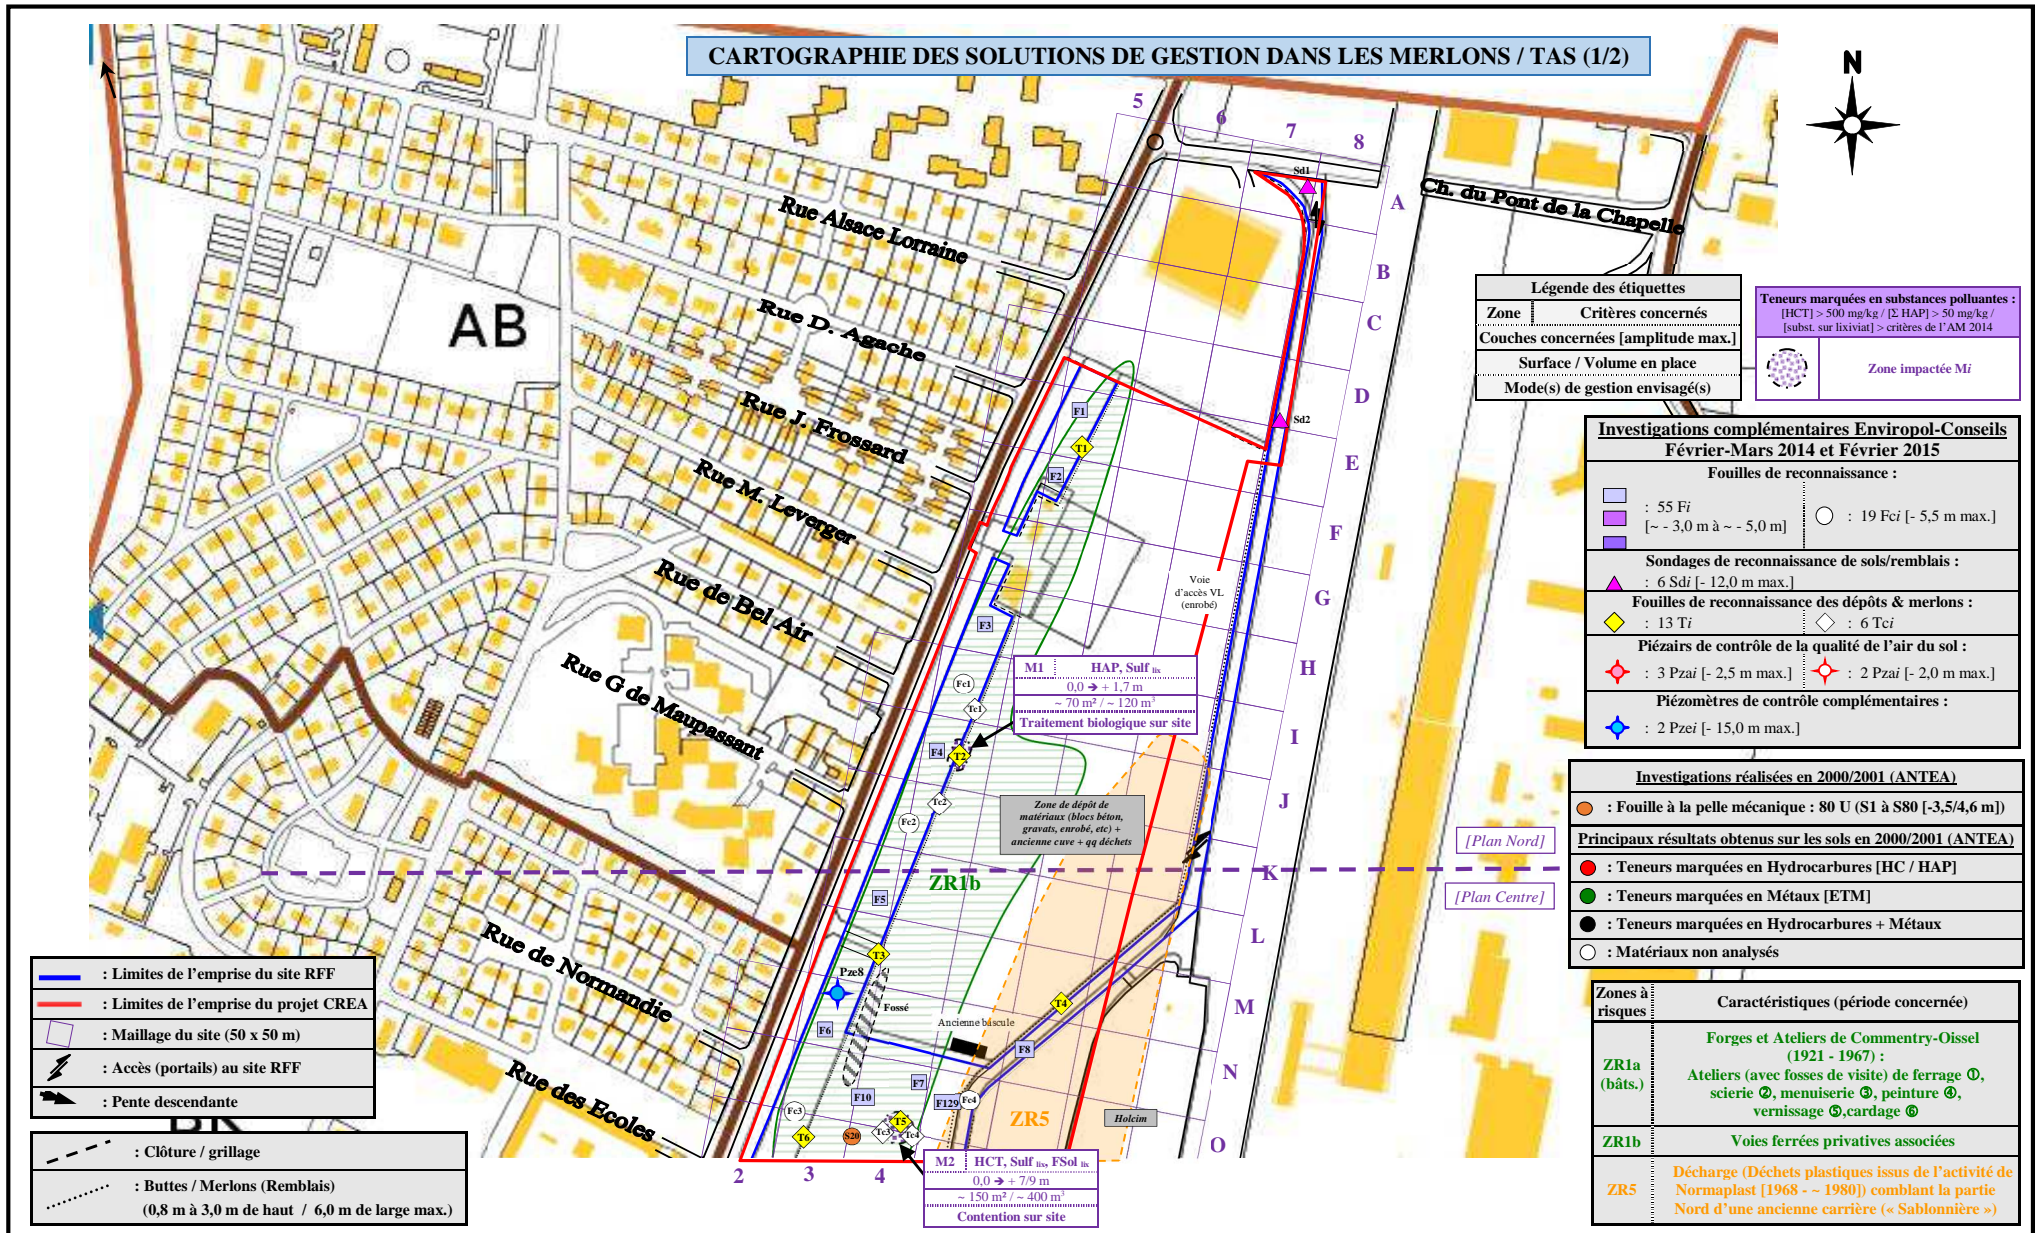 CARTOGRAPHIE DES SOLUTIONS DE GESTION DANS LES MERLONS / TAS (1/2)
N
5
6
7
8
Sd1
A
Ch. du Pont de la Chapelle
Rue Alsace Lorraine
B
Rue D. Agache
C
AB
D
Rue J. Frossard
F1
Sd2
T1
E
Rue M. Leverger
F2
F
Rue de Bel Air
Voie
d'accès VL
(enrobé)
G
F3
Rue G de Maupassant
H
Fc1
Tc1
M1 HAP, Sulf lix
0,0 ➔ + 1,7 m
~ 70 m² / ~ 120 m³
Traitement biologique sur site
I
F4
T2
J
Tc2
Fc2
Zone de dépôt de
matériaux (blocs béton,
gravats, enrobé, etc) +
ancienne cuve + qq déchets
[Plan Nord]
K
ZR1b
[Plan Centre]
F5
Rue de Normandie
L
T3
Pze8
M
T4
Fossé
Ancienne bascule
F6
F8
N
Rue des Ecoles
F7
F10
F129
Fc4
Fc3
ZR5
Holcim
T5
T6
S20
Tc3
Tc4
O
2
3
4
M2 HCT, Sulf lix, FSol lix
0,0 ➔ + 7/9 m
~ 150 m² / ~ 400 m³
Contention sur site
Légende des étiquettes
Zone Critères concernés
Couches concernées [amplitude max.]
Surface / Volume en place
Mode(s) de gestion envisagé(s)
Teneurs marquées en substances polluantes :
[HCT] > 500 mg/kg / [Σ HAP] > 50 mg/kg /
[subst. sur lixiviat] > critères de l'AM 2014
Zone impactée Mi
Investigations complémentaires Enviropol-Conseils
Février-Mars 2014 et Février 2015
Fouilles de reconnaissance :
: 55 Fi
[~ - 3,0 m à ~ - 5,0 m]
: 19 Fci [- 5,5 m max.]
Sondages de reconnaissance de sols/remblais :
: 6 Sdi [- 12,0 m max.]
Fouilles de reconnaissance des dépôts & merlons :
: 13 Ti
: 6 Tci
Piézairs de contrôle de la qualité de l'air du sol :
: 3 Pzai [- 2,5 m max.]
: 2 Pzai [- 2,0 m max.]
Piézomètres de contrôle complémentaires :
: 2 Pzei [- 15,0 m max.]
Investigations réalisées en 2000/2001 (ANTEA)
: Fouille à la pelle mécanique : 80 U (S1 à S80 [-3,5/4,6 m])
Principaux résultats obtenus sur les sols en 2000/2001 (ANTEA)
: Teneurs marquées en Hydrocarbures [HC / HAP]
: Teneurs marquées en Métaux [ETM]
: Teneurs marquées en Hydrocarbures + Métaux
: Matériaux non analysés
Zones à
risques
Caractéristiques (période concernée)
ZR1a
(bâts.)
Forges et Ateliers de Commentry-Oissel
(1921 - 1967) :
Ateliers (avec fosses de visite) de ferrage ①,
scierie ②, menuiserie ③, peinture ④,
vernissage ⑤,cardage ⑥
ZR1b Voies ferrées privatives associées
ZR5
Décharge (Déchets plastiques issus de l'activité de
Normaplast [1968 - ~ 1980]) comblant la partie
Nord d'une ancienne carrière (« Sablonnière »)
: Limites de l'emprise du site RFF
: Limites de l'emprise du projet CREA
: Maillage du site (50 x 50 m)
: Accès (portails) au site RFF
: Pente descendante
: Clôture / grillage
: Buttes / Merlons (Remblais)
(0,8 m à 3,0 m de haut / 6,0 m de large max.)